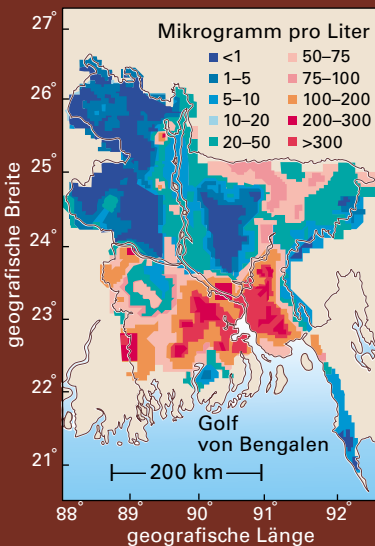 Mikrogramm pro Liter
<1
1–5
5–10
10–20
20–50
50–75
75–100
100–200
200–300
>300
27°
26°
25°
24°
23°
22°
21°
geografische Breite
Golf
von Bengalen
200 km
88° 89° 90° 91° 92°
geografische Länge